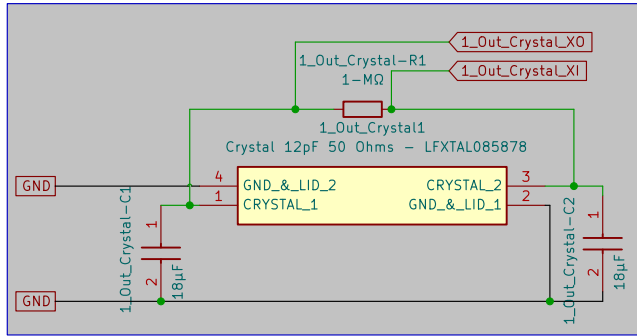 1_Out_Crystal_XO
1_Out_Crystal-R1
1-MΩ
1_Out_Crystal_XI
1_Out_Crystal1
Crystal 12pF 50 Ohms – LFXTAL085878
GND
4
GND_&_LID_2
CRYSTAL_2
3
1
CRYSTAL_1
GND_&_LID_1
2
1_Out_Crystal-C1
1
2
18µF
1_Out_Crystal-C2
1
2
18µF
GND